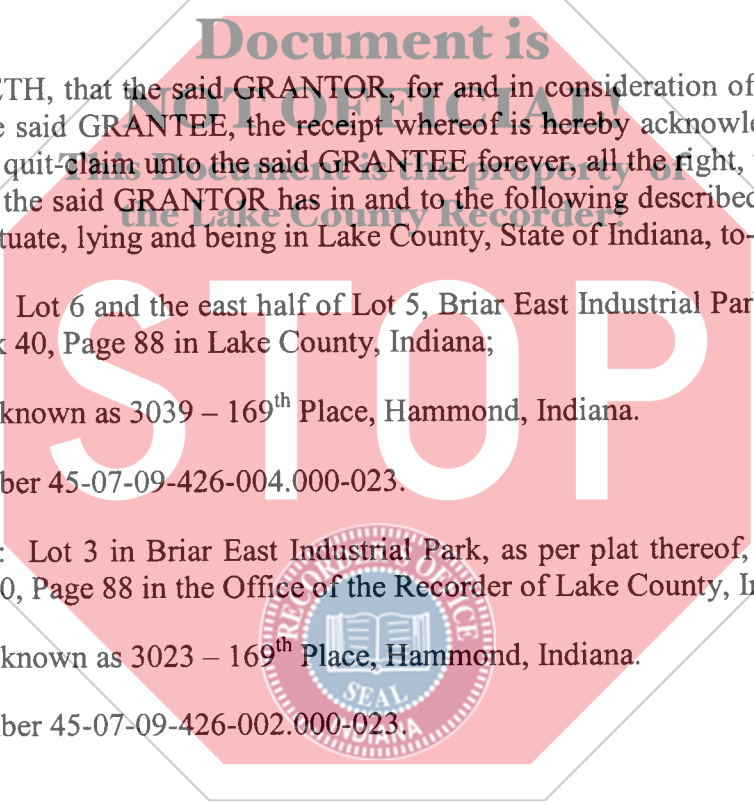 Document is
ETH, that the said GRANTOR, for and in consideration of
NOT OFFICIAL!
e said GRANTEE, the receipt whereof is hereby acknowle
This Document is the property of
quit-claim unto the said GRANTEE forever, all the right,
the said GRANTOR has in and to the following described
the Lake County Recorder!
tuate, lying and being in Lake County, State of Indiana, to-
Lot 6 and the east half of Lot 5, Briar East Industrial Par
k 40, Page 88 in Lake County, Indiana;
STOP
known as 3039 – 169th Place, Hammond, Indiana.
ber 45-07-09-426-004.000-023.
: Lot 3 in Briar East Industrial Park, as per plat thereof,
0, Page 88 in the Office of the Recorder of Lake County, In
RECORDER'S OFFICE
known as 3023 – 169th Place, Hammond, Indiana.
SEAL
ber 45-07-09-426-002.000-023.
INDIANA